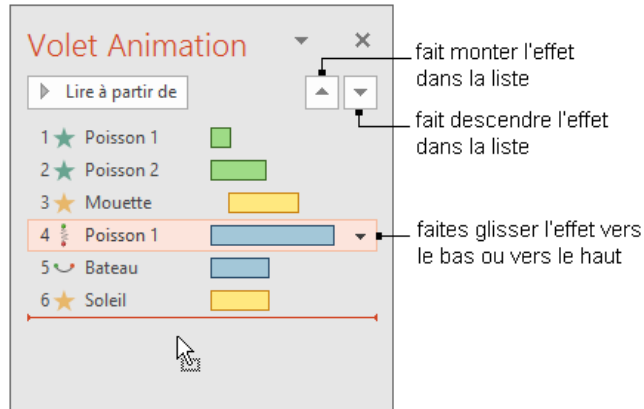 Volet Animation
fait monter l'effet
dans la liste
Lire à partir de
fait descendre l'effet
dans la liste
1 Poisson 1
2 Poisson 2
3 Mouette
4 Poisson 1
faites glisser l'effet vers
le bas ou vers le haut
5 Bateau
6 Soleil